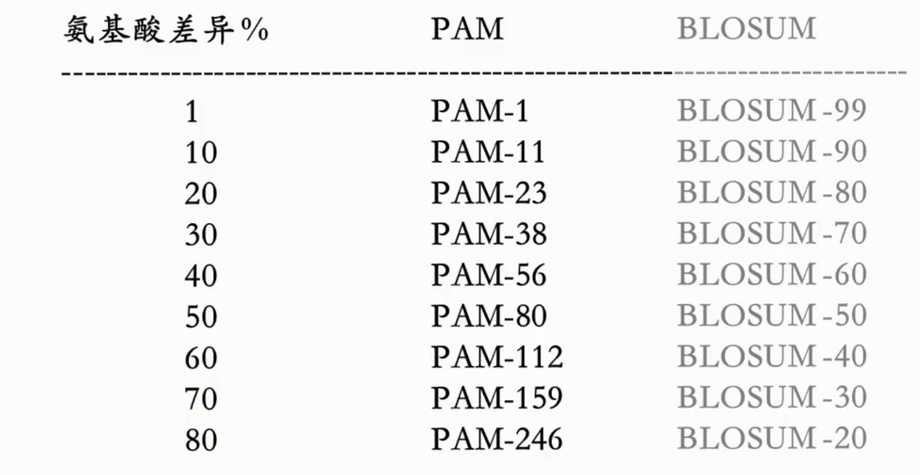 氨基酸差异% PAM BLOSUM
--------------------------------------------------------------------------------
1 PAM-1 BLOSUM-99
10 PAM-11 BLOSUM-90
20 PAM-23 BLOSUM-80
30 PAM-38 BLOSUM-70
40 PAM-56 BLOSUM-60
50 PAM-80 BLOSUM-50
60 PAM-112 BLOSUM-40
70 PAM-159 BLOSUM-30
80 PAM-246 BLOSUM-20